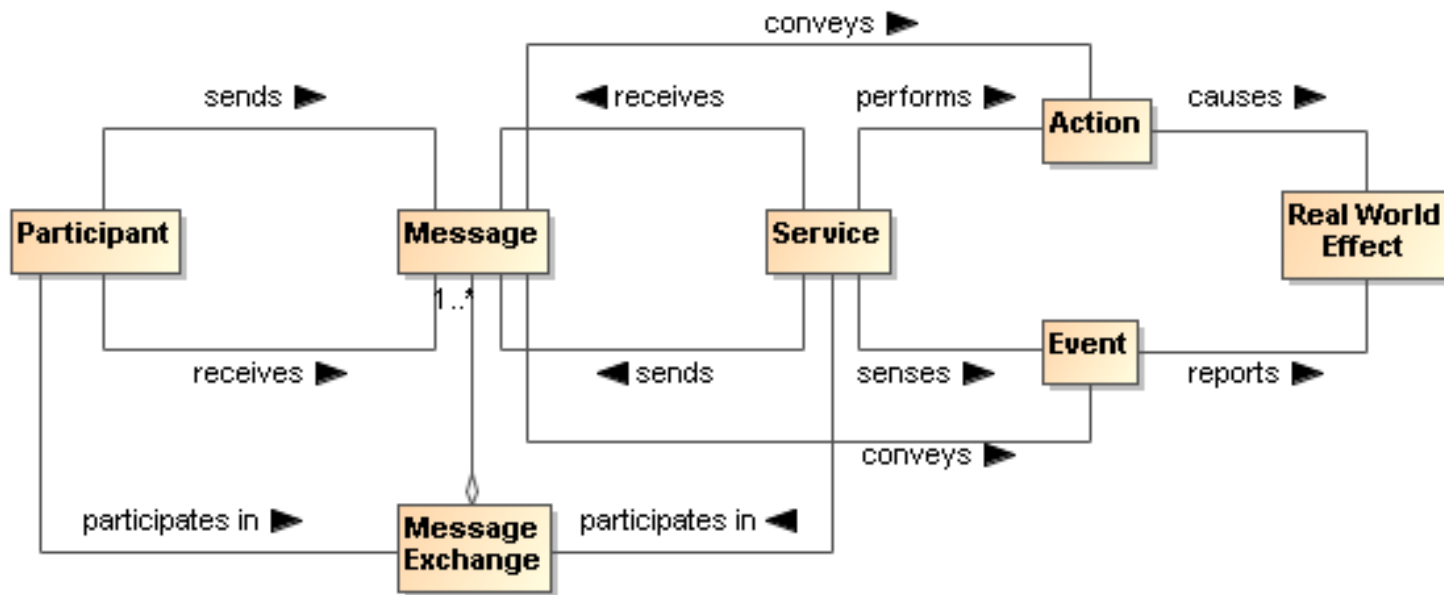 conveys
sends
receives
performs
causes
Action
Participant
Message
Service
Real World
Effect
1..*
Event
receives
sends
senses
reports
conveys
participates in
Message
Exchange
participates in